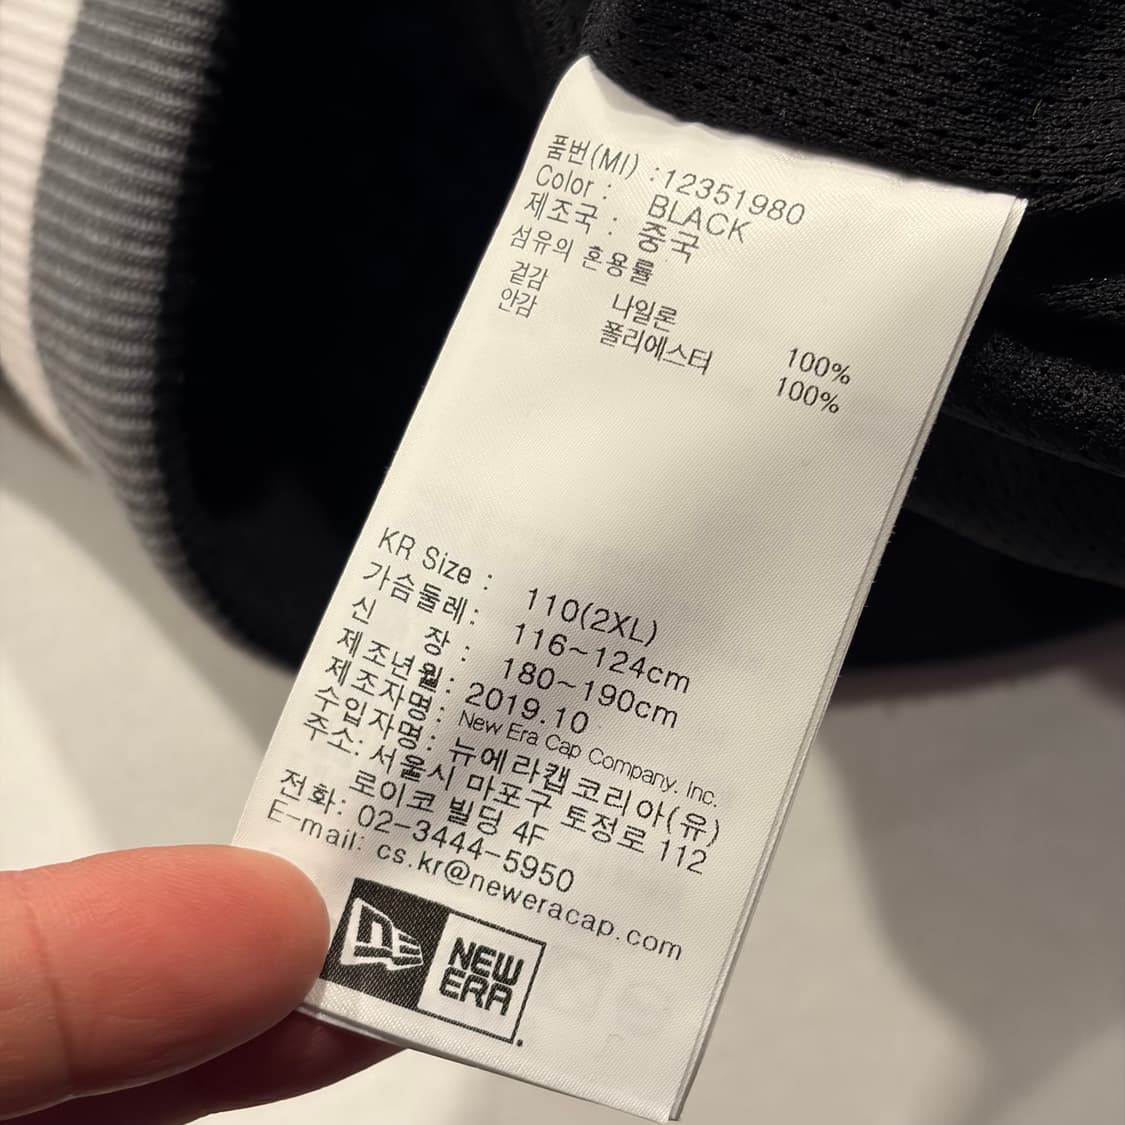 품번(MI) : 12351980
Color : BLACK
제조국 : 중국
섬유의 혼용률
겉감 나일론 100%
안감 폴리에스터 100%
KR Size : 110(2XL)
가슴둘레: 116~124cm
신 장 : 180~190cm
제조년월 : 2019.10
제조자명 : New Era Cap Company, Inc.
수입자명: 뉴에라캡코리아(유)
주소: 서울시 마포구 토정로 112
로이코 빌딩 4F
전화: 02-3444-5950
E-mail: cs.kr@neweracap.com
NEW
ERA